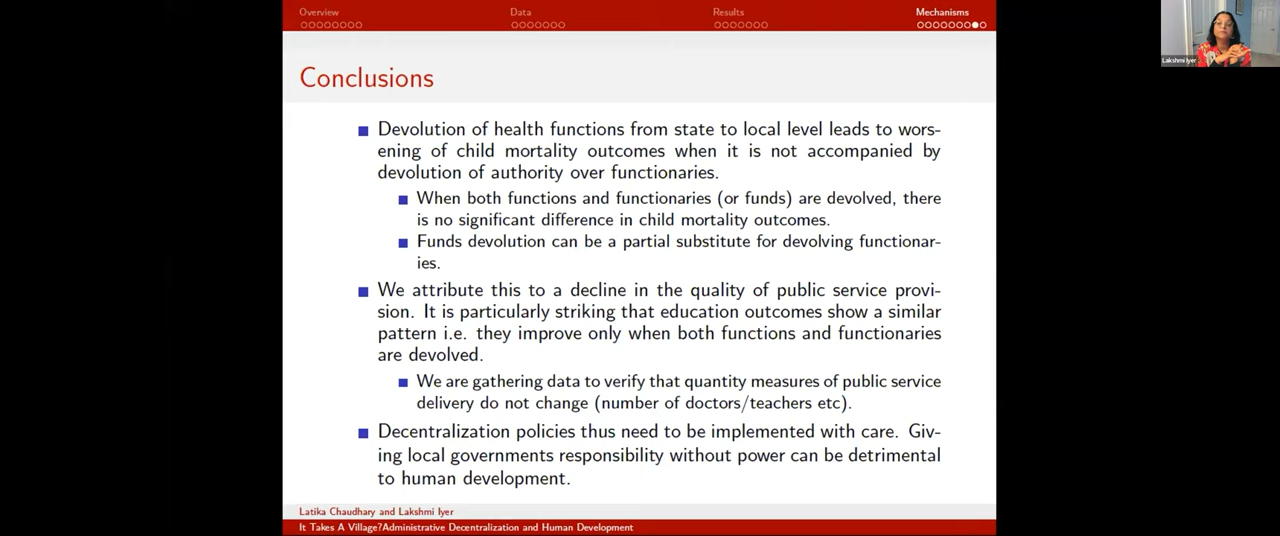 Overview Data Results Mechanisms
Conclusions
Devolution of health functions from state to local level leads to wors-
ening of child mortality outcomes when it is not accompanied by
devolution of authority over functionaries.
When both functions and functionaries (or funds) are devolved, there
is no significant difference in child mortality outcomes.
Funds devolution can be a partial substitute for devolving functionar-
ies.
We attribute this to a decline in the quality of public service provi-
sion. It is particularly striking that education outcomes show a similar
pattern i.e. they improve only when both functions and functionaries
are devolved.
We are gathering data to verify that quantity measures of public service
delivery do not change (number of doctors/teachers etc).
Decentralization policies thus need to be implemented with care. Giv-
ing local governments responsibility without power can be detrimental
to human development.
Latika Chaudhary and Lakshmi Iyer
It Takes A Village?Administrative Decentralization and Human Development
Lakshmi Iyer